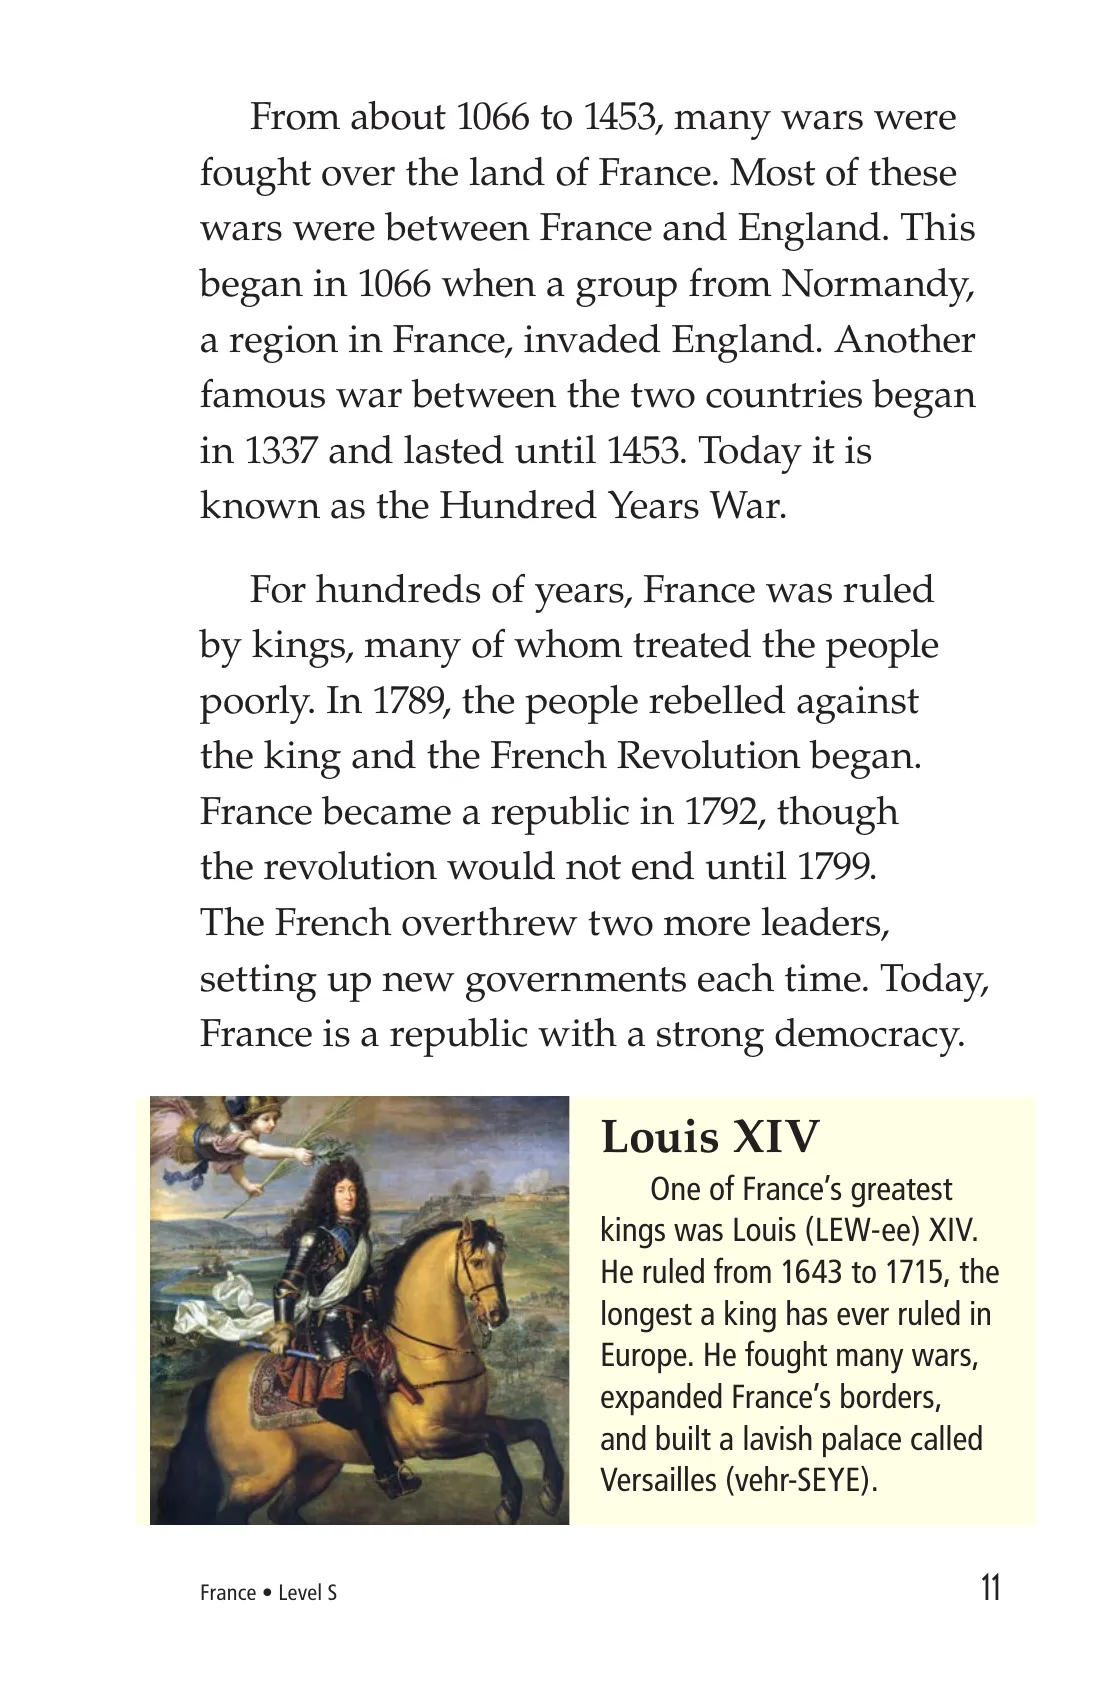 From about 1066 to 1453, many wars were
fought over the land of France. Most of these
wars were between France and England. This
began in 1066 when a group from Normandy,
a region in France, invaded England. Another
famous war between the two countries began
in 1337 and lasted until 1453. Today it is
known as the Hundred Years War.
For hundreds of years, France was ruled
by kings, many of whom treated the people
poorly. In 1789, the people rebelled against
the king and the French Revolution began.
France became a republic in 1792, though
the revolution would not end until 1799.
The French overthrew two more leaders,
setting up new governments each time. Today,
France is a republic with a strong democracy.
Louis XIV
One of France’s greatest
kings was Louis (LEW-ee) XIV.
He ruled from 1643 to 1715, the
longest a king has ever ruled in
Europe. He fought many wars,
expanded France’s borders,
and built a lavish palace called
Versailles (vehr-SEYE).
France • Level S
11